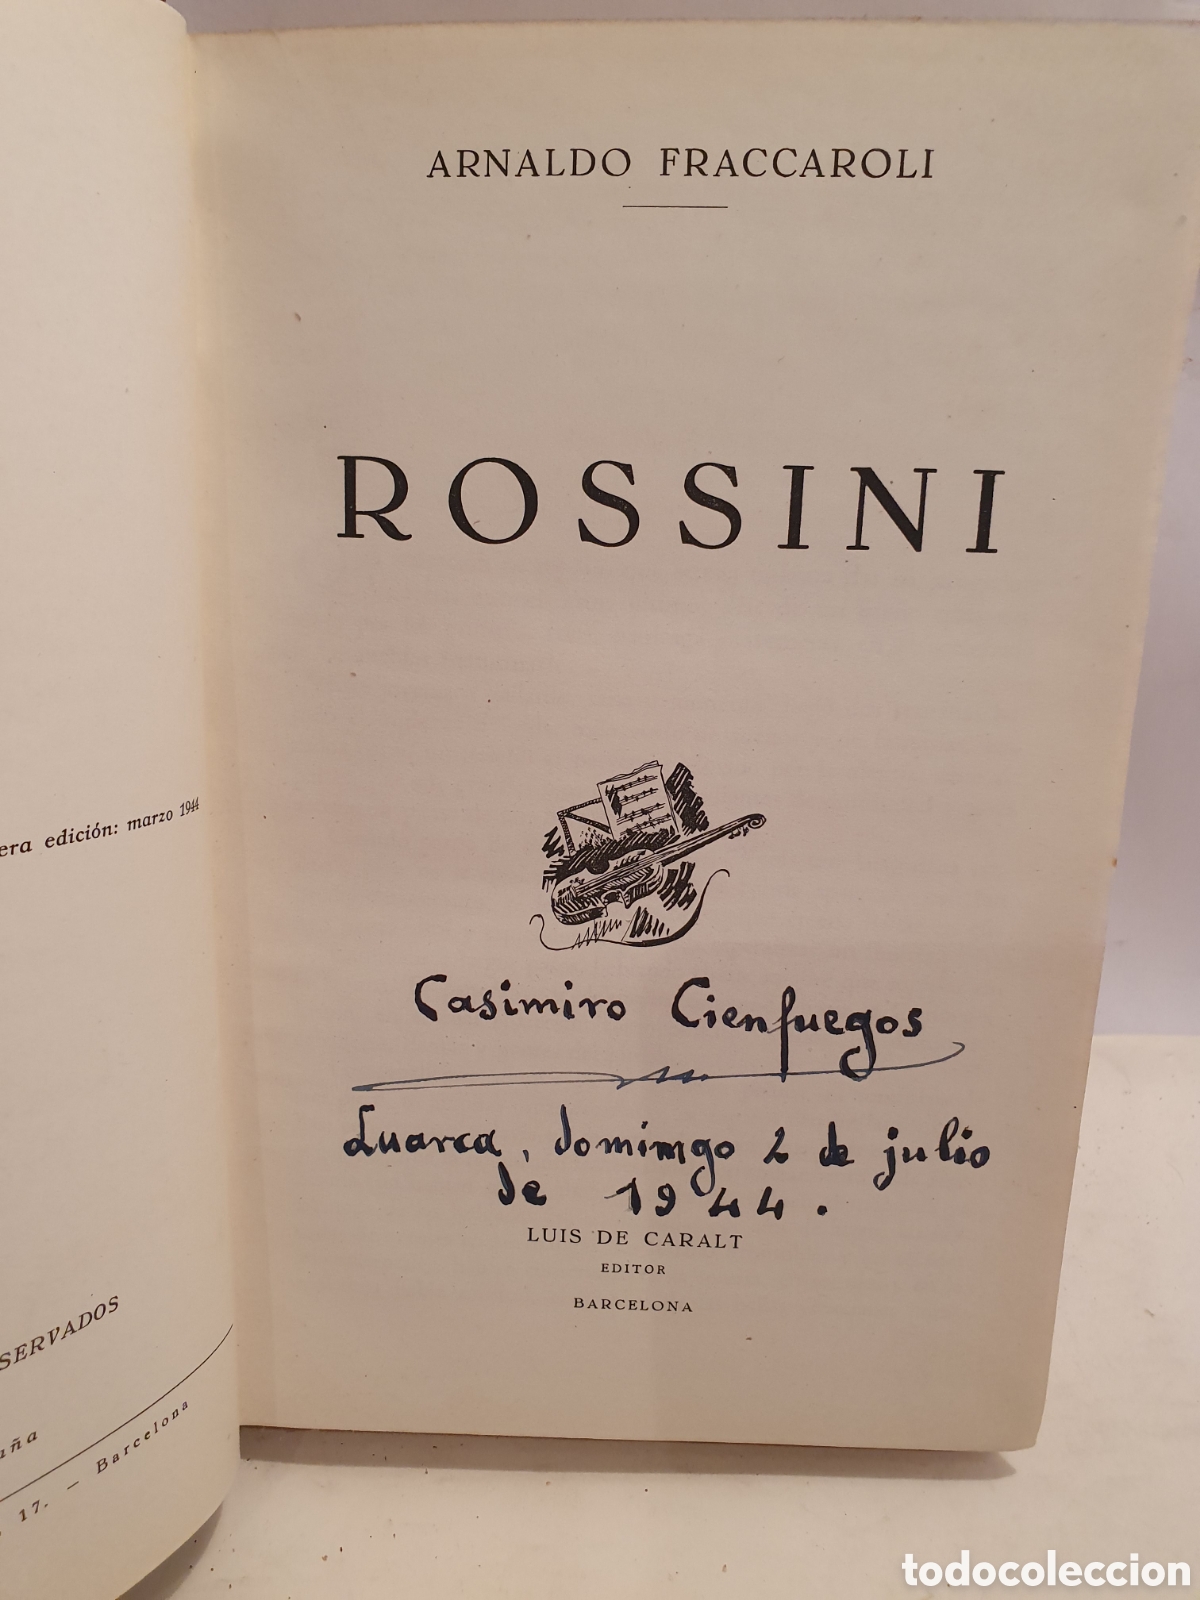 era edición: marzo 1944
SERVADOS
aña
17. — Barcelona
ARNALDO FRACCAROLI
ROSSINI
Casimiro Cienfuegos
Luarca, domingo 2 de julio
de 1944.
LUIS DE CARALT
EDITOR
BARCELONA
todocoleccion